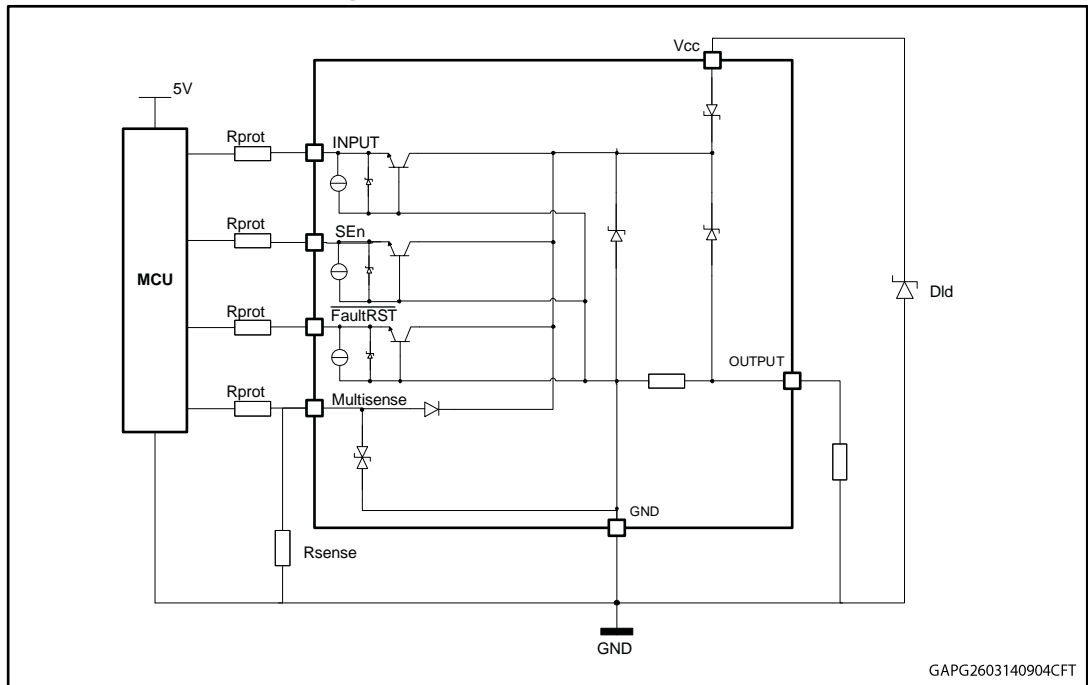 Vcc
5V
Rprot
INPUT
Rprot
SEn
MCU
Dld
Rprot
FaultRST
OUTPUT
Rprot
Multisense
GND
Rsense
GND
GAPG2603140904CFT